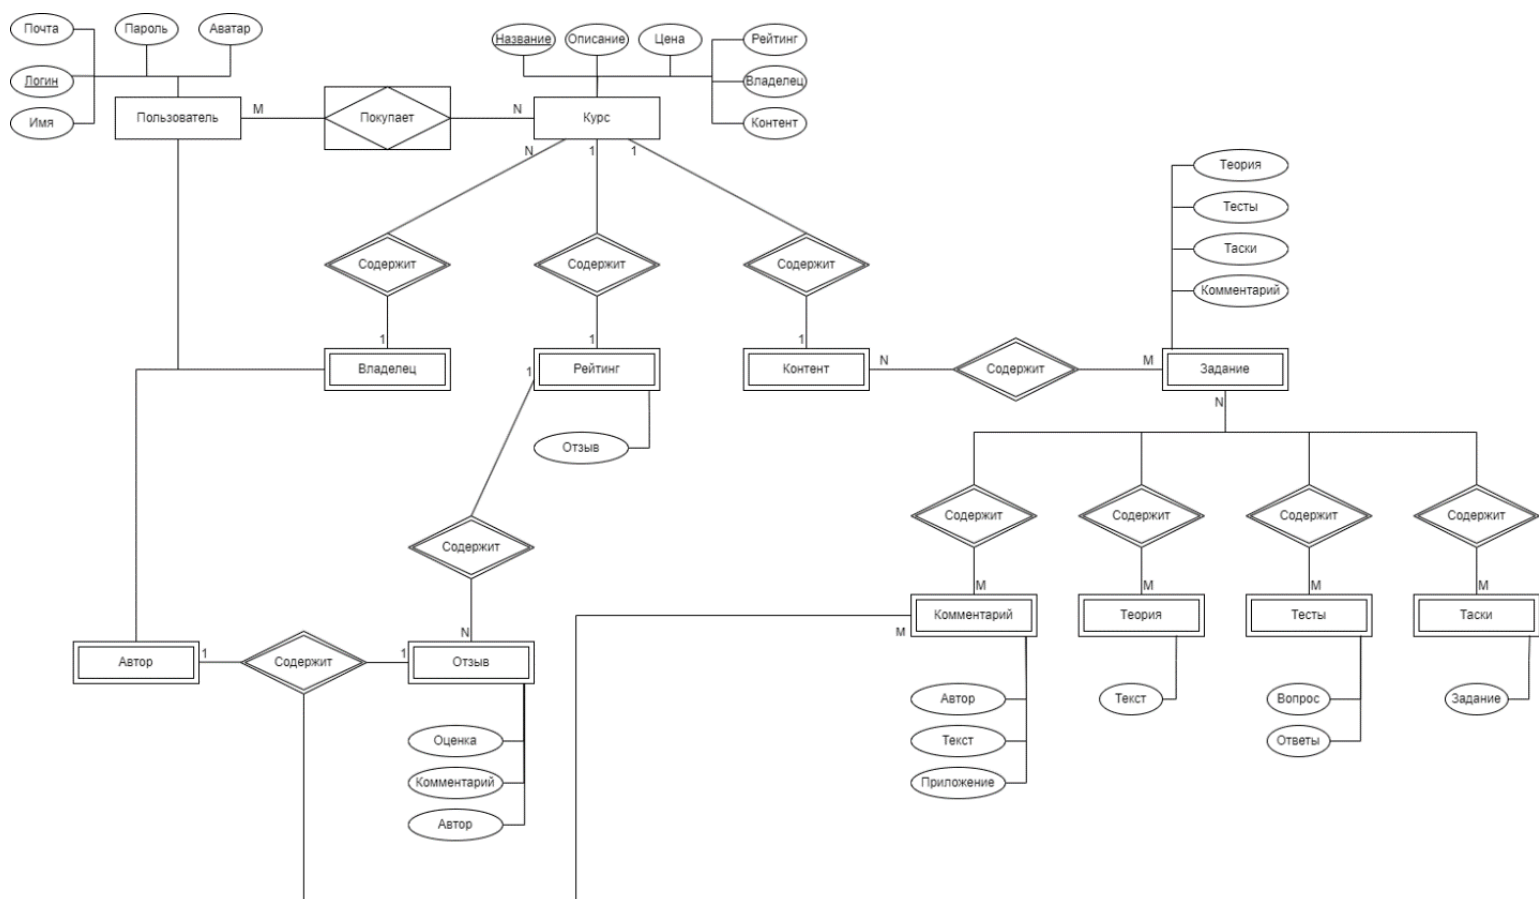 Почта
Пароль
Аватар
Название
Описание
Цена
Рейтинг
Логин
Владелец
Имя
Пользователь
M
Покупает
N
Курс
Контент
N
1
1
Теория
Тесты
Таски
Комментарий
Содержит
Содержит
Содержит
1
1
1
Владелец
1
Рейтинг
Контент
N
Содержит
M
Задание
N
Отзыв
Содержит
Содержит
Содержит
Содержит
Содержит
M
M
M
M
N
Комментарий
Теория
Тесты
Таски
M
Автор
1
Содержит
1
Отзыв
Автор
Текст
Вопрос
Задание
Оценка
Текст
Ответы
Комментарий
Приложение
Автор